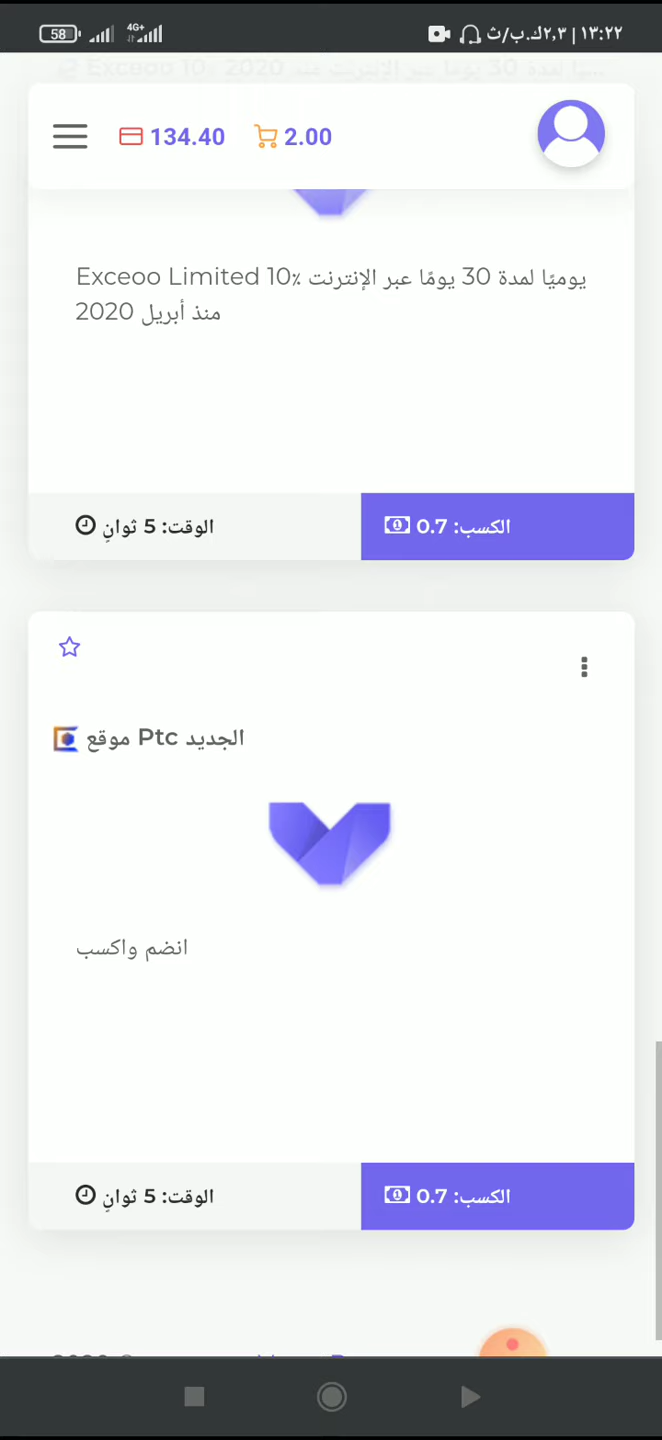 58 4G+ ١٣:٢٢ | ٢,٣ك.ب/ث
134.40 2.00
Exceoo Limited 10٪ يوميًا لمدة 30 يومًا عبر الإنترنت
منذ أبريل 2020
الوقت: 5 ثوانٍ
الكسب: 0.7
موقع Ptc الجديد
انضم واكسب
الوقت: 5 ثوانٍ
الكسب: 0.7